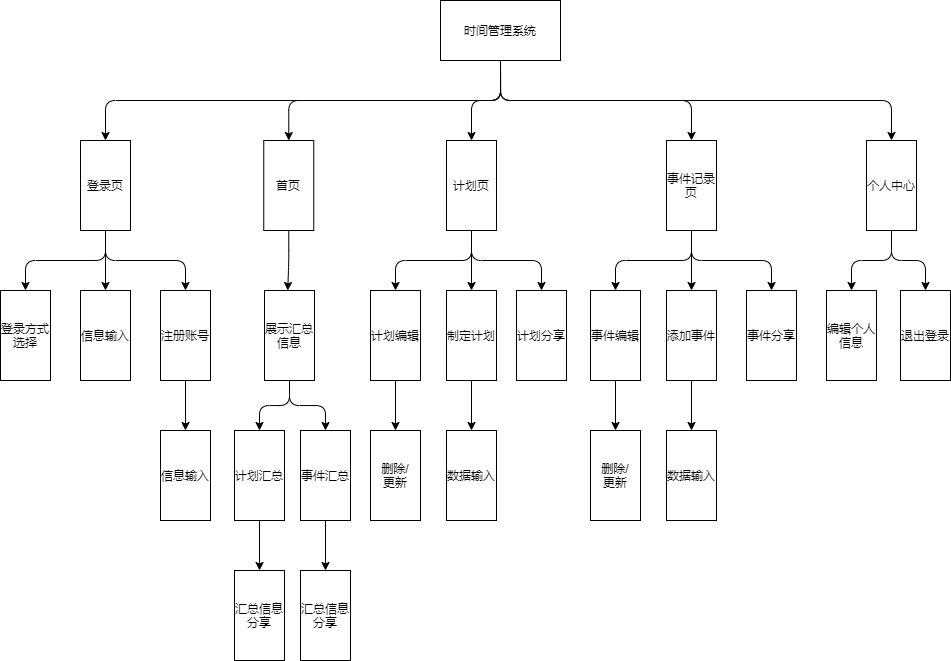 时间管理系统
登录页
首页
计划页
事件记录
页
个人中心
登录方式
选择
信息输入
注册账号
展示汇总
信息
计划编辑
制定计划
计划分享
事件编辑
添加事件
事件分享
编辑个人
信息
退出登录
信息输入
计划汇总
事件汇总
删除/
更新
数据输入
删除/
更新
数据输入
汇总信息
分享
汇总信息
分享